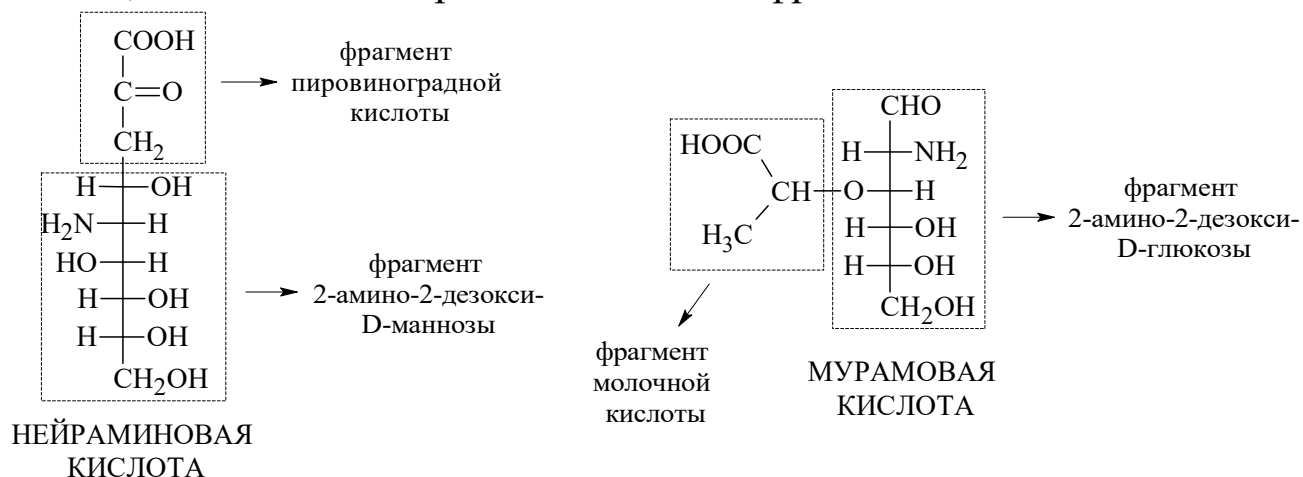 COOH
C=O
CH2
H OH
H2N H
HO H
H OH
H OH
CH2OH
фрагмент
пировиноградной
кислоты
фрагмент
2-амино-2-дезокси-
D-маннозы
НЕЙРАМИНОВАЯ
КИСЛОТА
HOOC
CH O
H3C
CHO
H NH2
H
H OH
H OH
CH2OH
фрагмент
2-амино-2-дезокси-
D-глюкозы
фрагмент
молочной
кислоты
МУРАМОВАЯ
КИСЛОТА